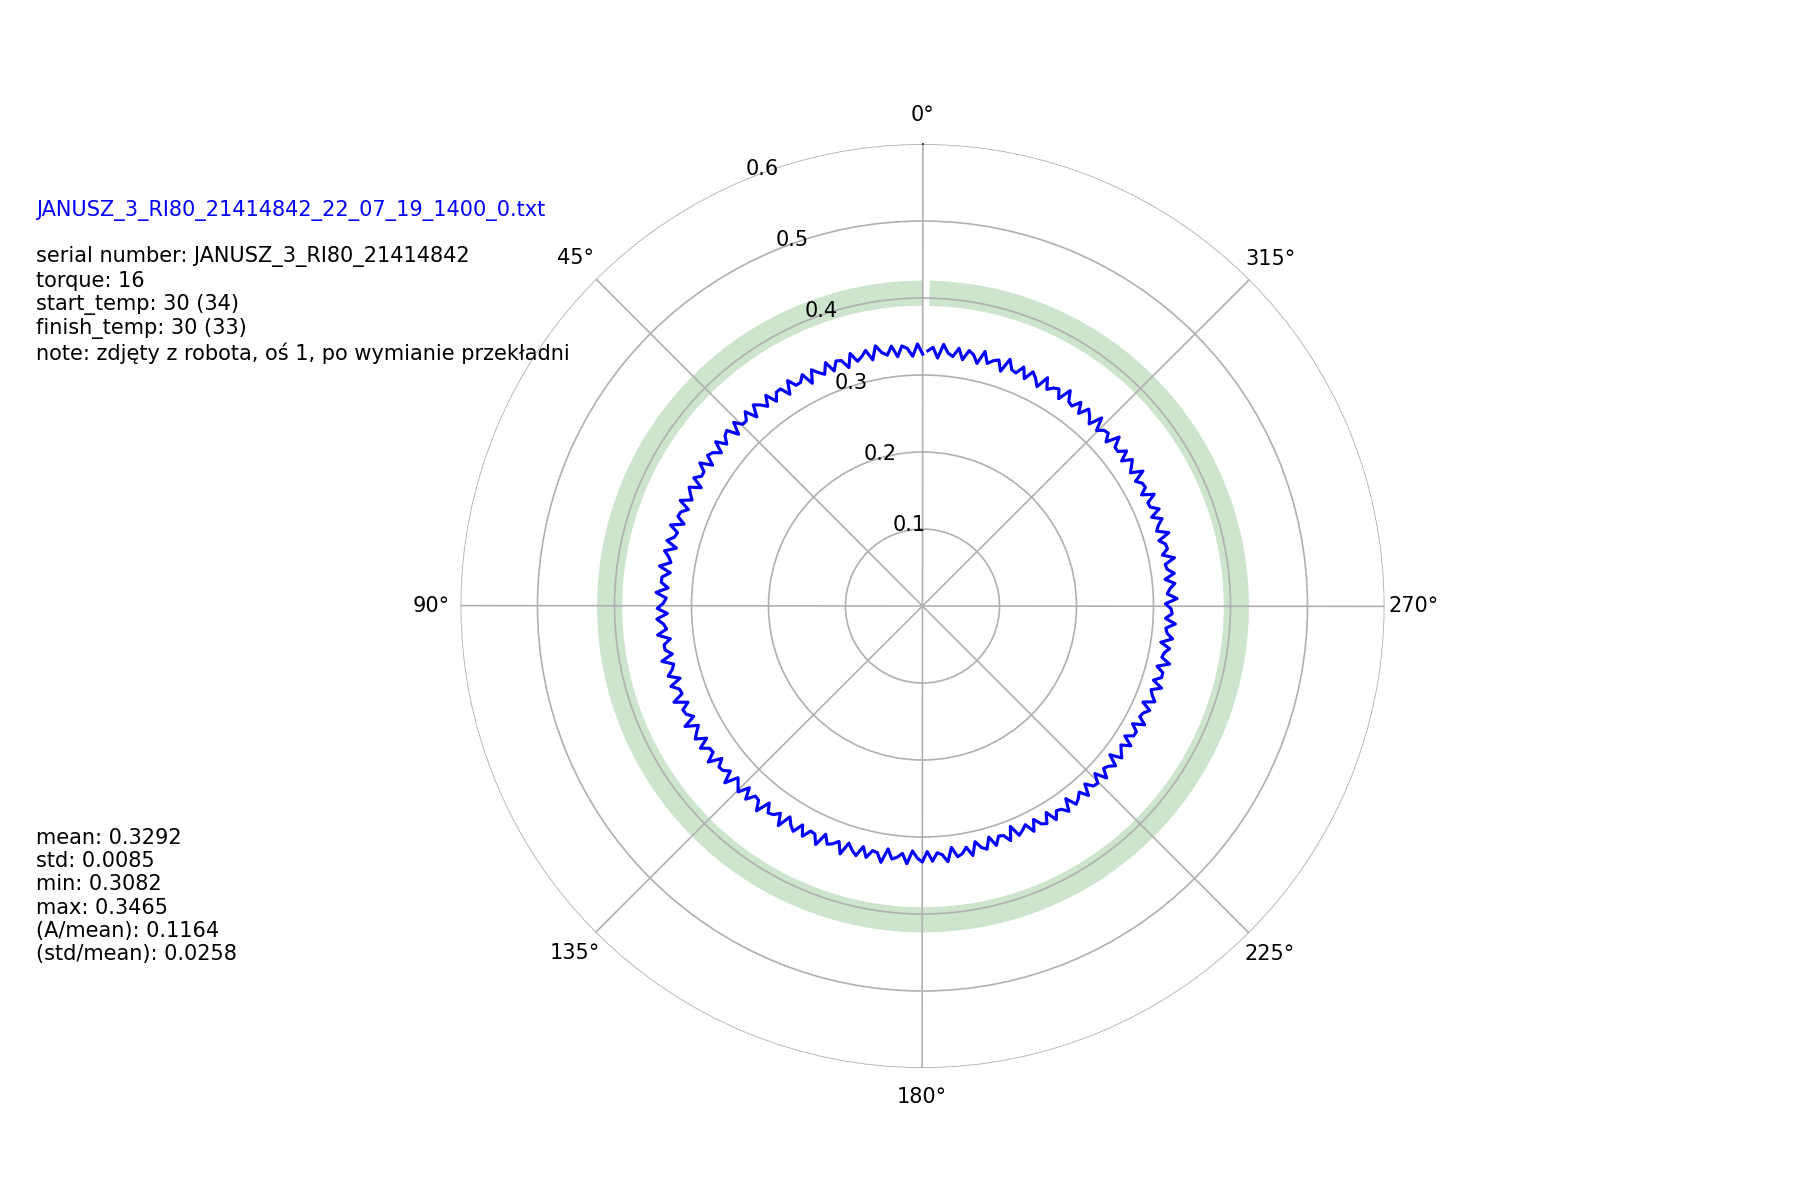 0°
0.6
JANUSZ_3_RI80_21414842_22_07_19_1400_0.txt
0.5
serial number: JANUSZ_3_RI80_21414842
45°
315°
torque: 16
start_temp: 30 (34)
0.4
finish_temp: 30 (33)
note: zdjęty z robota, oś 1, po wymianie przekładni
0.3
0.2
0.1
90°
270°
mean: 0.3292
std: 0.0085
min: 0.3082
max: 0.3465
(A/mean): 0.1164
(std/mean): 0.0258
135°
225°
180°